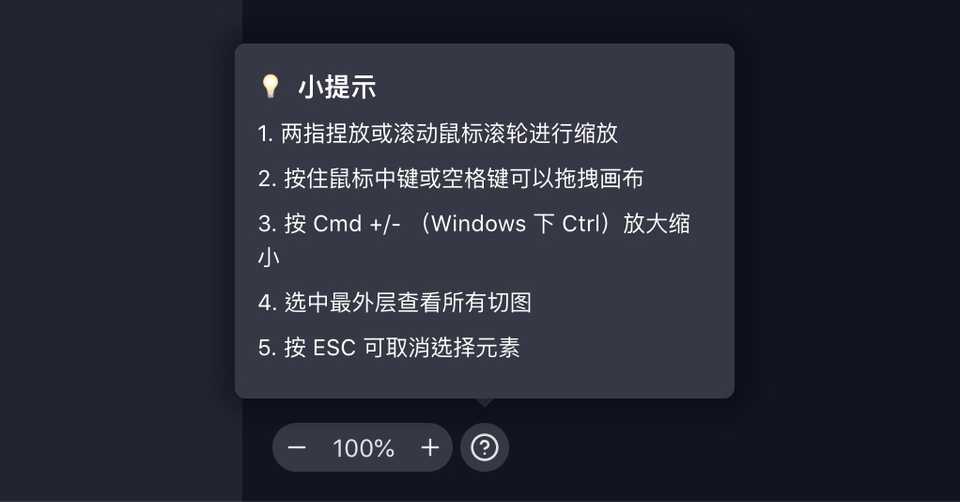 小提示
1. 两指捏放或滚动鼠标滚轮进行缩放
2. 按住鼠标中键或空格键可以拖拽画布
3. 按 Cmd +/- （Windows 下 Ctrl）放大缩
小
4. 选中最外层查看所有切图
5. 按 ESC 可取消选择元素
− 100% + ?